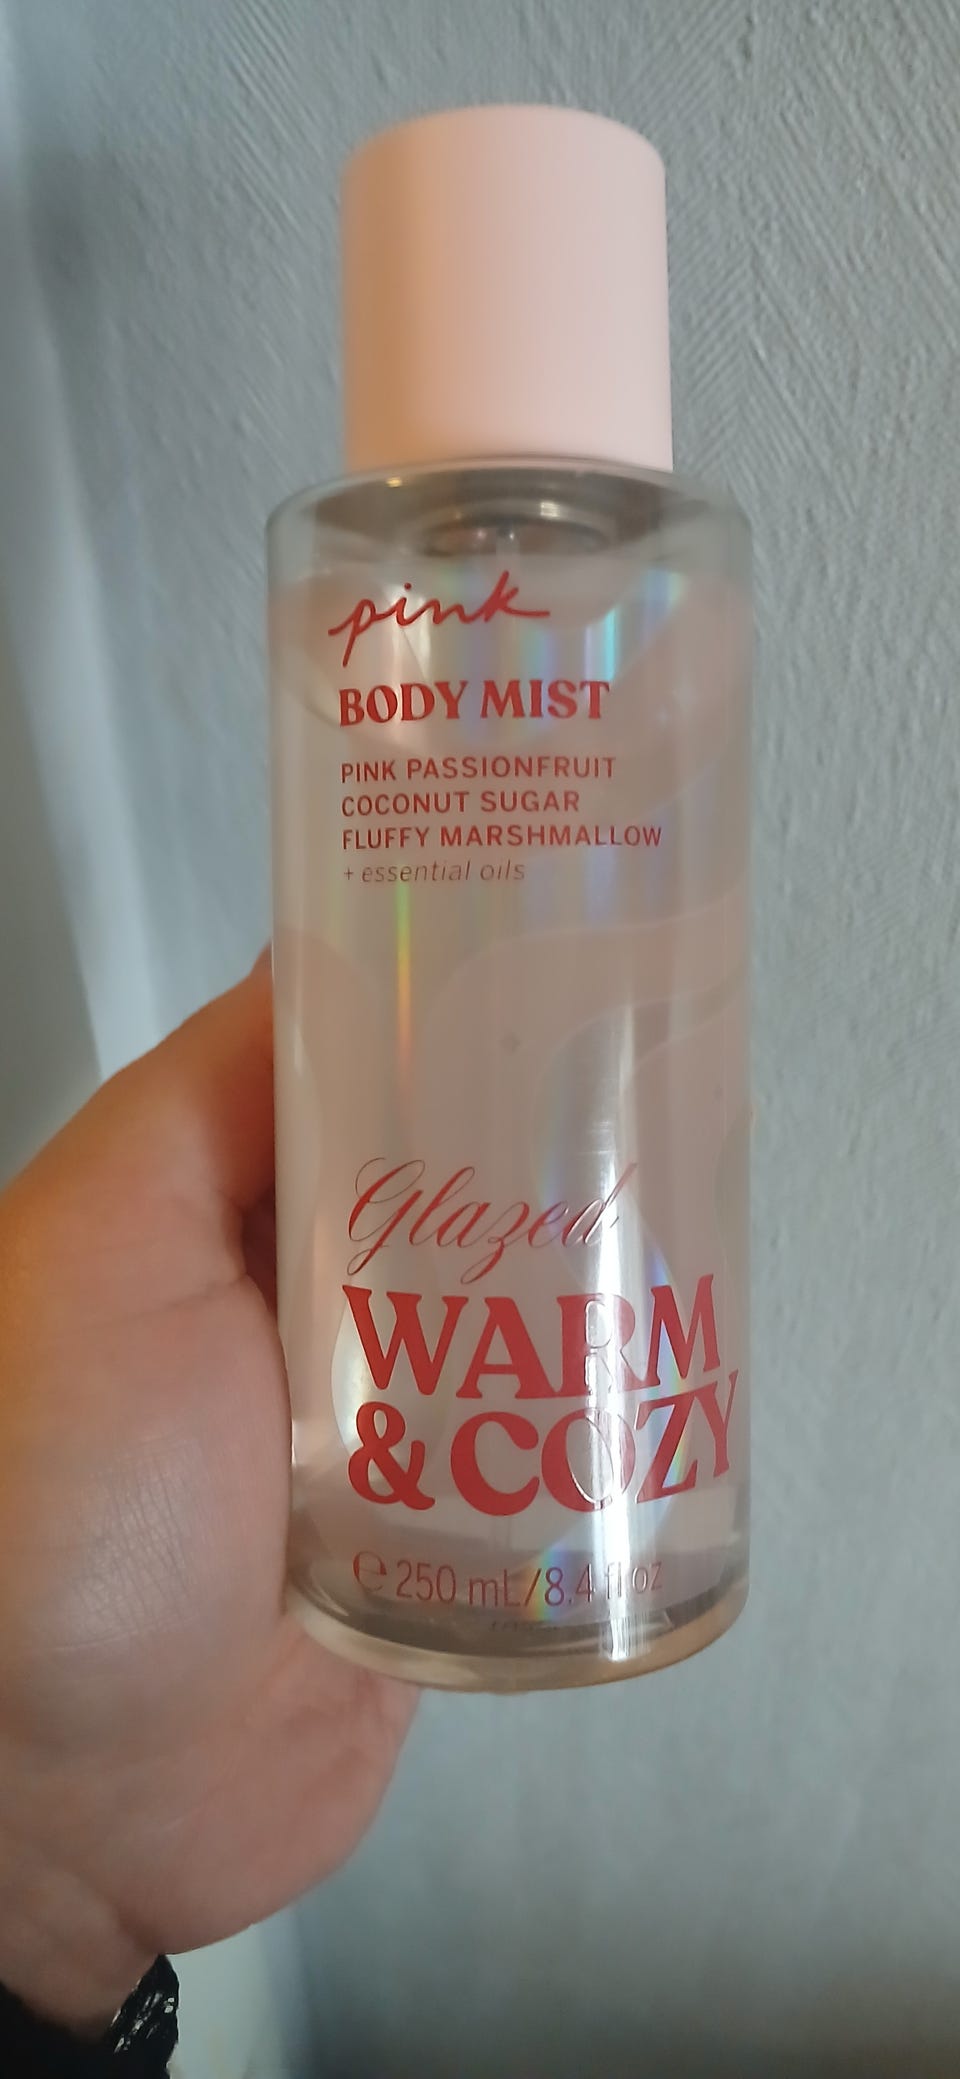 pink
BODY MIST
PINK PASSIONFRUIT
COCONUT SUGAR
FLUFFY MARSHMALLOW
+ essential oils
Glazed
WARM
& COZY
℮ 250 mL/8.4 fl oz